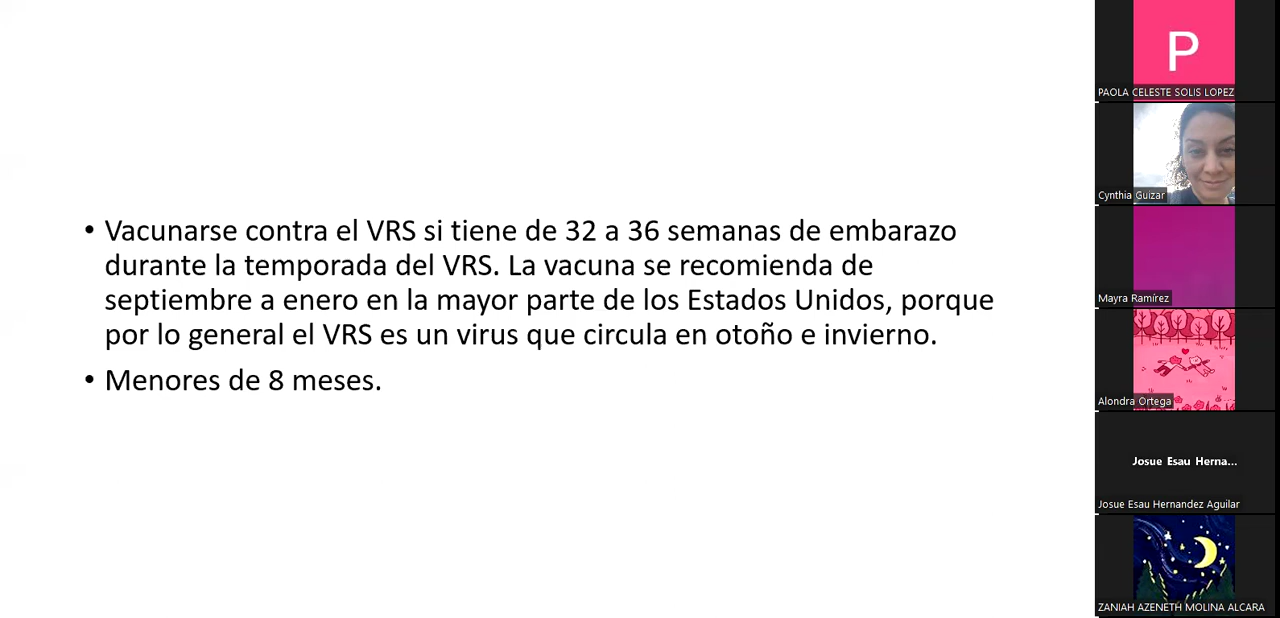 • Vacunarse contra el VRS si tiene de 32 a 36 semanas de embarazo
durante la temporada del VRS. La vacuna se recomienda de
septiembre a enero en la mayor parte de los Estados Unidos, porque
por lo general el VRS es un virus que circula en otoño e invierno.
• Menores de 8 meses.
P
PAOLA CELESTE SOLIS LOPEZ
Cynthia Guizar
Mayra Ramírez
Alondra Ortega
Josue Esau Herna...
Josue Esau Hernandez Aguilar
ZANIAH AZENETH MOLINA ALCARA